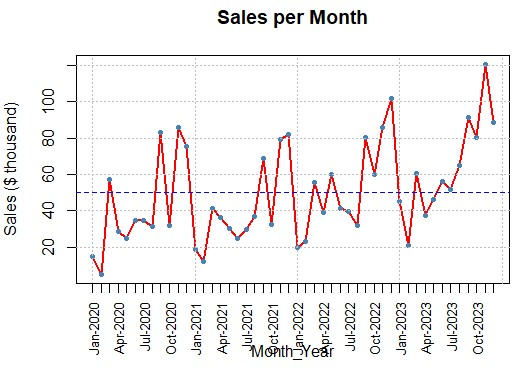 Sales per Month
Sales ($ thousand)
100
80
60
40
20
Jan-2020
Apr-2020
Jul-2020
Oct-2020
Jan-2021
Apr-2021
Jul-2021
Oct-2021
Jan-2022
Apr-2022
Jul-2022
Oct-2022
Jan-2023
Apr-2023
Jul-2023
Oct-2023
Month_Year